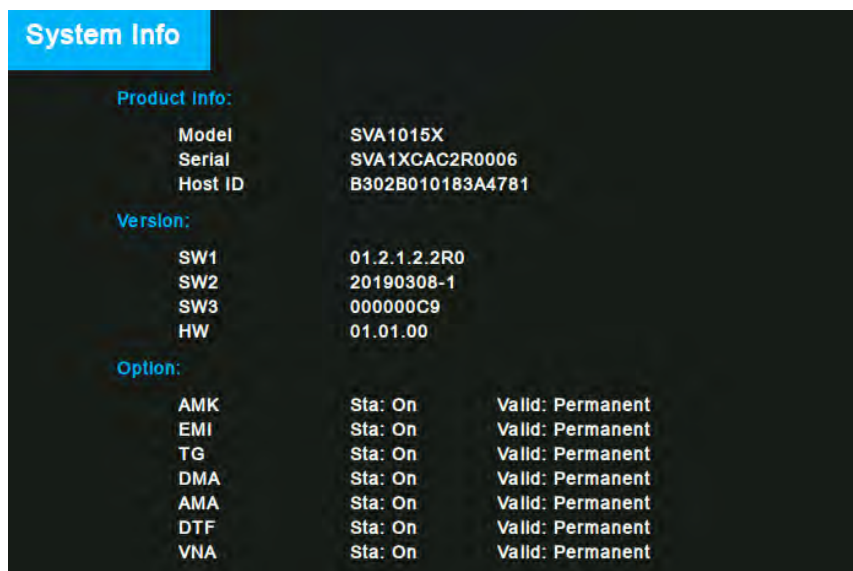 System Info
Product Info:
Model SVA1015X
Serial SVA1XCAC2R0006
Host ID B302B010183A4781
Version:
SW1 01.2.1.2.2R0
SW2 20190308-1
SW3 000000C9
HW 01.01.00
Option:
AMK Sta: On Valid: Permanent
EMI Sta: On Valid: Permanent
TG Sta: On Valid: Permanent
DMA Sta: On Valid: Permanent
AMA Sta: On Valid: Permanent
DTF Sta: On Valid: Permanent
VNA Sta: On Valid: Permanent